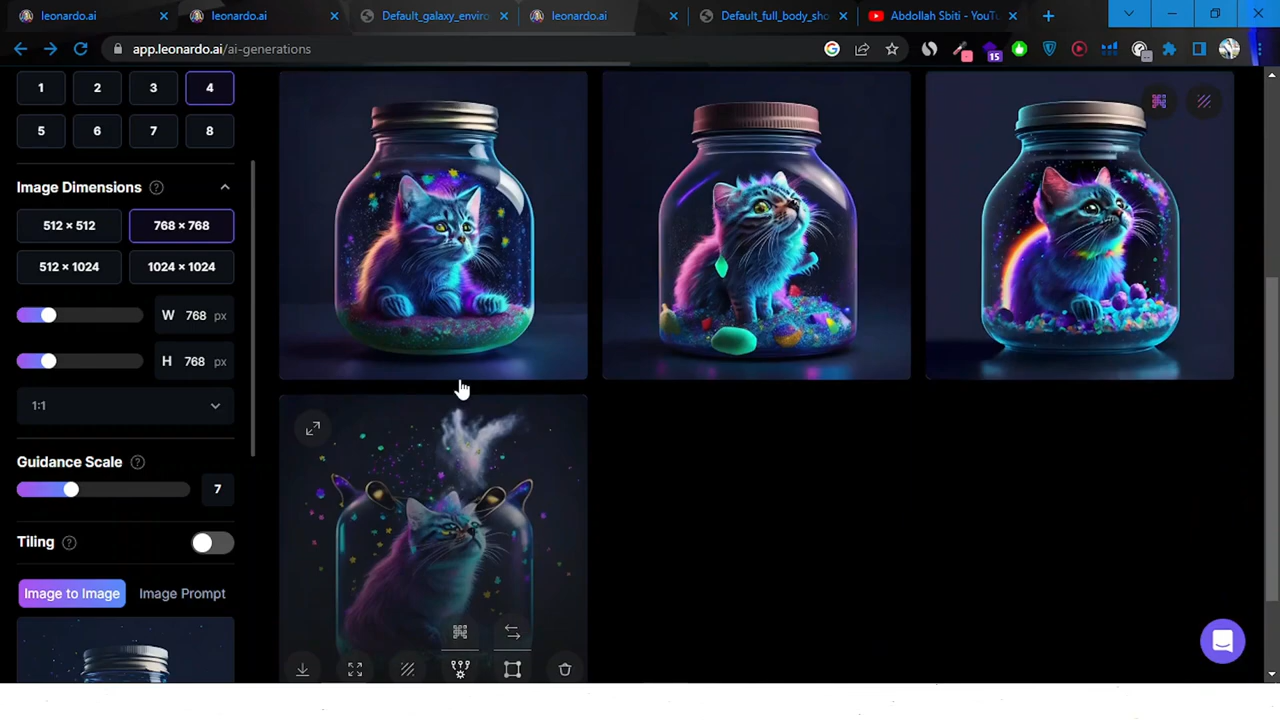 leonardo.ai
leonardo.ai
Default_galaxy_enviro
leonardo.ai
Default_full_body_sho
Abdollah Sbiti - YouTu
app.leonardo.ai/ai-generations
15
1 2 3 4
5 6 7 8
Image Dimensions
512 × 512 768 × 768
512 × 1024 1024 × 1024
W 768 px
H 768 px
1:1
Guidance Scale
7
Tiling
Image to Image Image Prompt